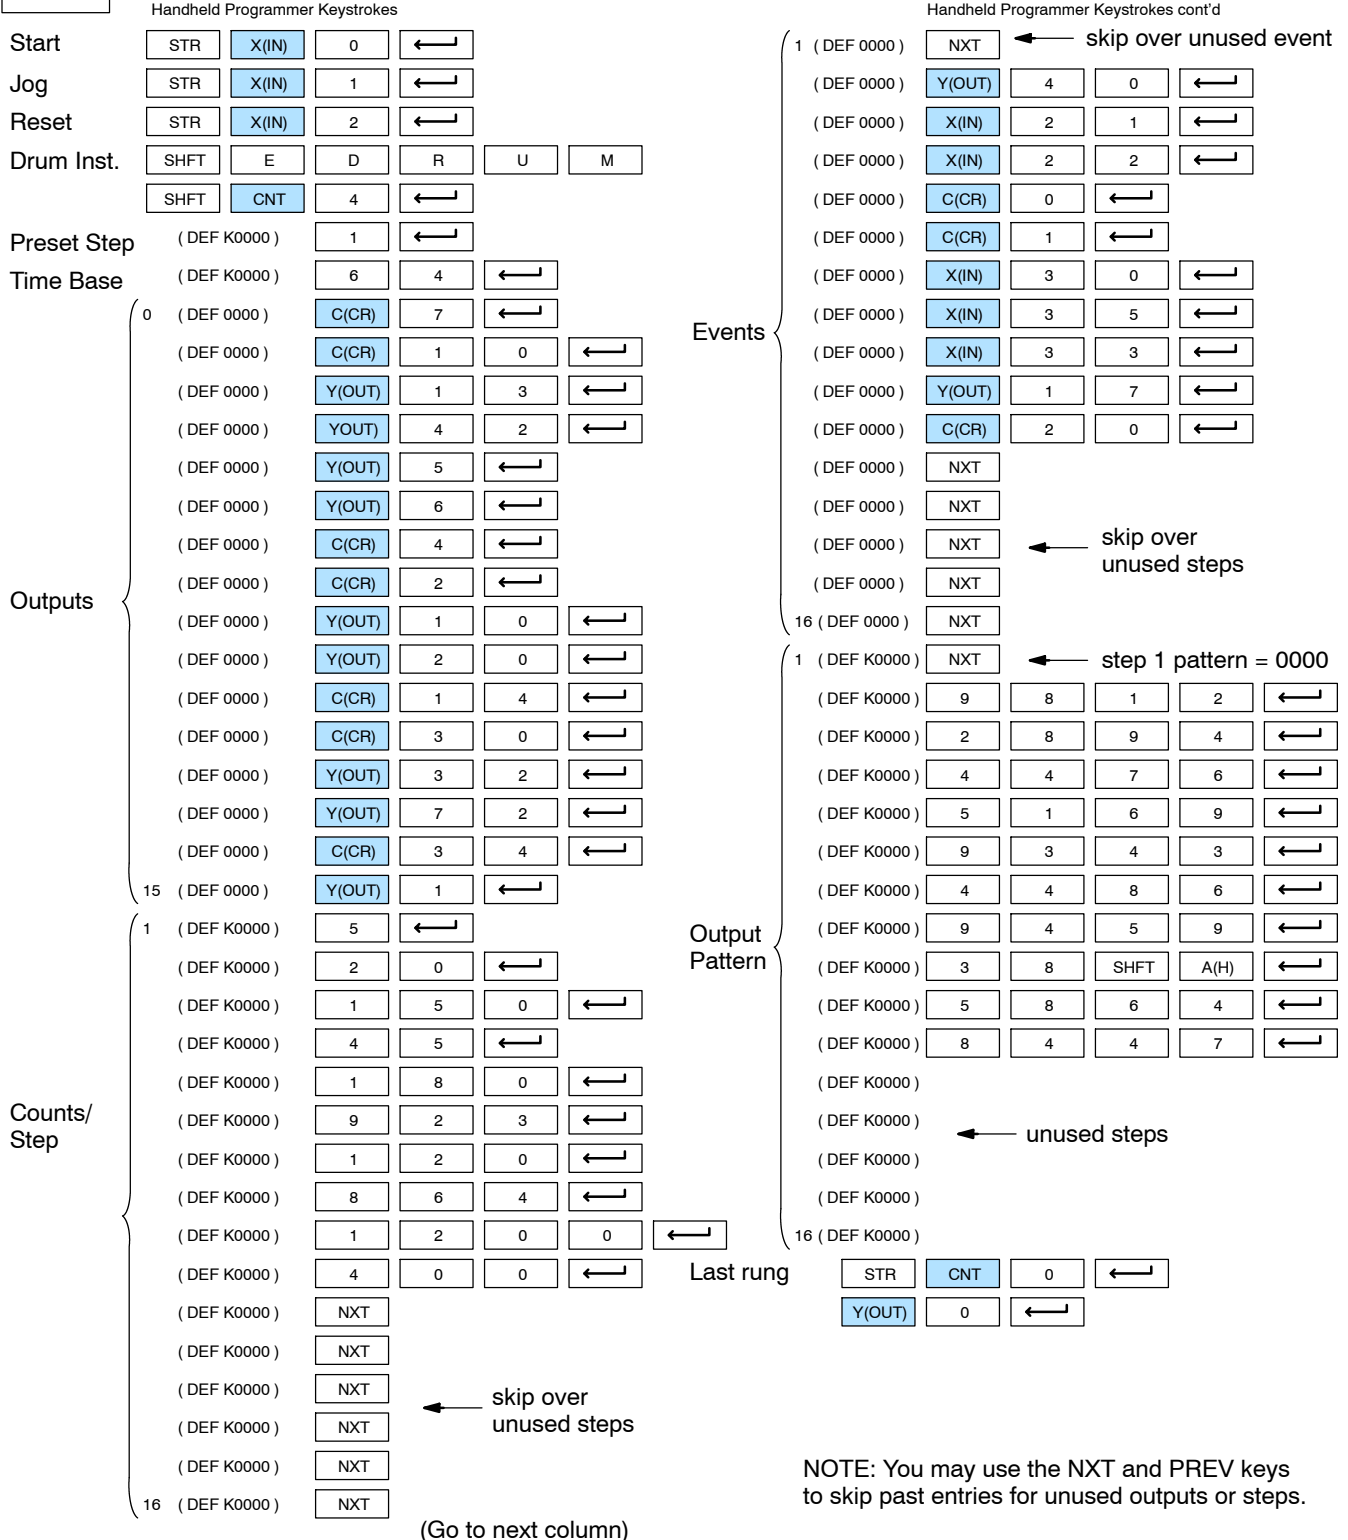 Handheld Programmer Keystrokes
Start STR X(IN) 0
Jog STR X(IN) 1
Reset STR X(IN) 2
Drum Inst. SHFT E D R U M
SHFT CNT 4
Preset Step ( DEF K0000 ) 1
Time Base ( DEF K0000 ) 6 4
Outputs
0 ( DEF 0000 ) C(CR) 7
( DEF 0000 ) C(CR) 1 0
( DEF 0000 ) Y(OUT) 1 3
( DEF 0000 ) YOUT) 4 2
( DEF 0000 ) Y(OUT) 5
( DEF 0000 ) Y(OUT) 6
( DEF 0000 ) C(CR) 4
( DEF 0000 ) C(CR) 2
( DEF 0000 ) Y(OUT) 1 0
( DEF 0000 ) Y(OUT) 2 0
( DEF 0000 ) C(CR) 1 4
( DEF 0000 ) C(CR) 3 0
( DEF 0000 ) Y(OUT) 3 2
( DEF 0000 ) Y(OUT) 7 2
( DEF 0000 ) C(CR) 3 4
15 ( DEF 0000 ) Y(OUT) 1
Counts/
Step
1 ( DEF K0000 ) 5
( DEF K0000 ) 2 0
( DEF K0000 ) 1 5 0
( DEF K0000 ) 4 5
( DEF K0000 ) 1 8 0
( DEF K0000 ) 9 2 3
( DEF K0000 ) 1 2 0
( DEF K0000 ) 8 6 4
( DEF K0000 ) 1 2 0 0
( DEF K0000 ) 4 0 0
( DEF K0000 ) NXT
( DEF K0000 ) NXT
( DEF K0000 ) NXT
( DEF K0000 ) NXT
( DEF K0000 ) NXT
16 ( DEF K0000 ) NXT
skip over
unused steps
(Go to next column)
Handheld Programmer Keystrokes cont'd
Events
1 ( DEF 0000 ) NXT skip over unused event
( DEF 0000 ) Y(OUT) 4 0
( DEF 0000 ) X(IN) 2 1
( DEF 0000 ) X(IN) 2 2
( DEF 0000 ) C(CR) 0
( DEF 0000 ) C(CR) 1
( DEF 0000 ) X(IN) 3 0
( DEF 0000 ) X(IN) 3 5
( DEF 0000 ) X(IN) 3 3
( DEF 0000 ) Y(OUT) 1 7
( DEF 0000 ) C(CR) 2 0
( DEF 0000 ) NXT
( DEF 0000 ) NXT
( DEF 0000 ) NXT
( DEF 0000 ) NXT
16 ( DEF 0000 ) NXT
skip over
unused steps
Output
Pattern
1 ( DEF K0000 ) NXT step 1 pattern = 0000
( DEF K0000 ) 9 8 1 2
( DEF K0000 ) 2 8 9 4
( DEF K0000 ) 4 4 7 6
( DEF K0000 ) 5 1 6 9
( DEF K0000 ) 9 3 4 3
( DEF K0000 ) 4 4 8 6
( DEF K0000 ) 9 4 5 9
( DEF K0000 ) 3 8 SHFT A(H)
( DEF K0000 ) 5 8 6 4
( DEF K0000 ) 8 4 4 7
( DEF K0000 )
( DEF K0000 )
( DEF K0000 )
( DEF K0000 )
16 ( DEF K0000 )
unused steps
Last rung STR CNT 0
Y(OUT) 0
NOTE: You may use the NXT and PREV keys
to skip past entries for unused outputs or steps.